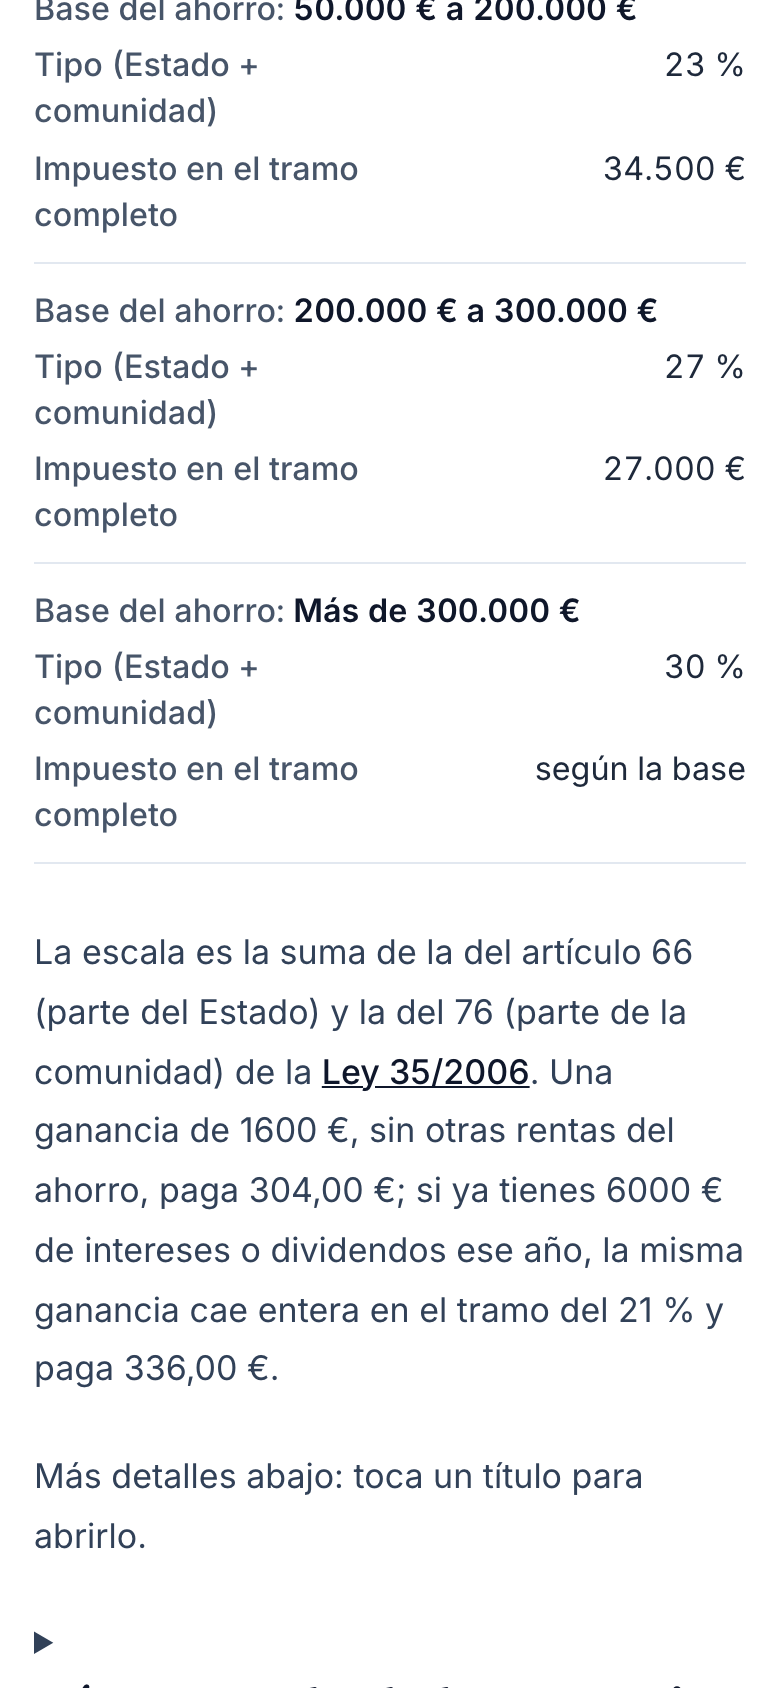 Base del ahorro: 50.000 € a 200.000 €
Tipo (Estado + 23 %
comunidad)
Impuesto en el tramo 34.500 €
completo
Base del ahorro: 200.000 € a 300.000 €
Tipo (Estado + 27 %
comunidad)
Impuesto en el tramo 27.000 €
completo
Base del ahorro: Más de 300.000 €
Tipo (Estado + 30 %
comunidad)
Impuesto en el tramo según la base
completo
La escala es la suma de la del artículo 66
(parte del Estado) y la del 76 (parte de la
comunidad) de la Ley 35/2006. Una
ganancia de 1600 €, sin otras rentas del
ahorro, paga 304,00 €; si ya tienes 6000 €
de intereses o dividendos ese año, la misma
ganancia cae entera en el tramo del 21 % y
paga 336,00 €.
Más detalles abajo: toca un título para
abrirlo.